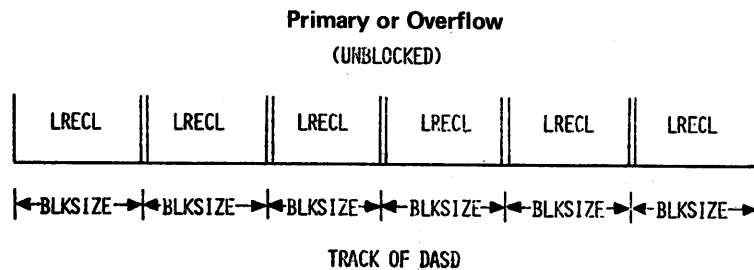 Primary or Overflow
(UNBLOCKED)
LRECL LRECL LRECL LRECL LRECL LRECL
BLKSIZE BLKSIZE BLKSIZE BLKSIZE BLKSIZE BLKSIZE
TRACK OF DASD